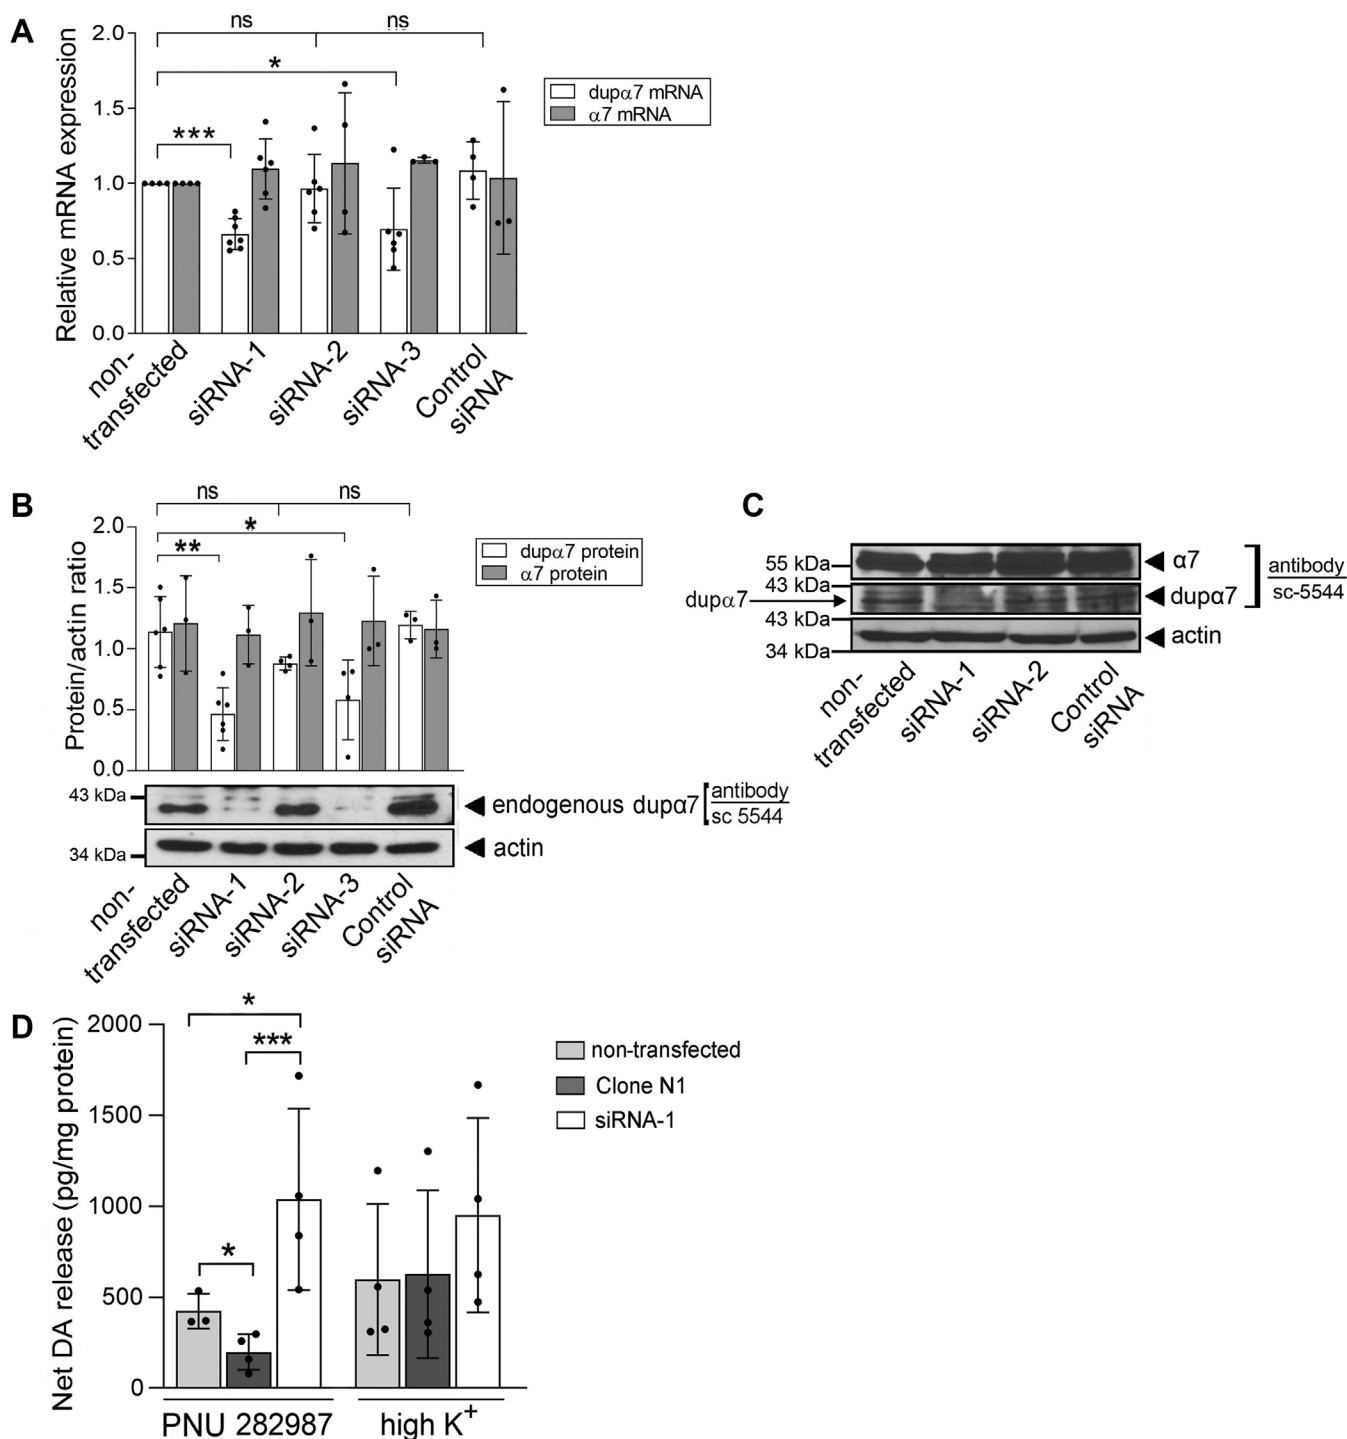 A
Relative mRNA expression
2.0
1.5
1.0
0.5
0.0
ns
ns
*
***
dupα7 mRNA
α7 mRNA
non-
transfected
siRNA-1
siRNA-2
siRNA-3
Control
siRNA
B
Protein/actin ratio
2.0
1.5
1.0
0.5
0.0
ns
ns
*
**
dupα7 protein
α7 protein
43 kDa
endogenous dupα7
antibody
sc 5544
34 kDa
actin
non-
transfected
siRNA-1
siRNA-2
siRNA-3
Control
siRNA
C
55 kDa
α7
43 kDa
dupα7
dupα7
antibody
sc-5544
43 kDa
actin
34 kDa
non-
transfected
siRNA-1
siRNA-2
Control
siRNA
D
Net DA release (pg/mg protein)
2000
1500
1000
500
0
*
***
*
non-transfected
Clone N1
siRNA-1
PNU 282987
high K+